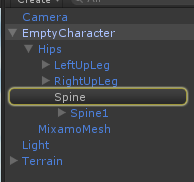 Create
Camera
EmptyCharacter
Hips
LeftUpLeg
RightUpLeg
Spine
Spine1
MixamoMesh
Light
Terrain